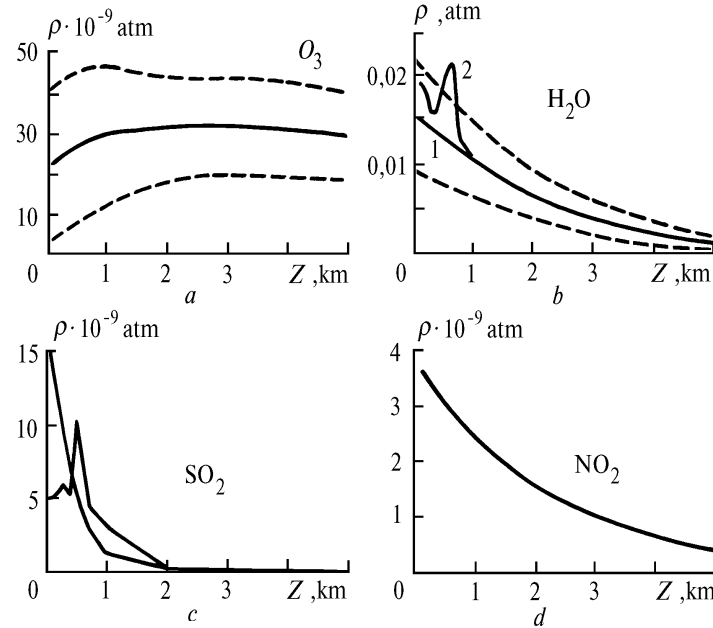 ρ · 10⁻⁹ atm
O₃
50
30
10
0
1
2
3
Z ,km
a
ρ, atm
0,02
2
H₂O
1
0,01
0
1
2
3
Z ,km
b
ρ · 10⁻⁹ atm
15
10
SO₂
5
0
1
2
3
Z ,km
c
ρ · 10⁻⁹ atm
4
3
NO₂
2
1
0
1
2
3
Z ,km
d